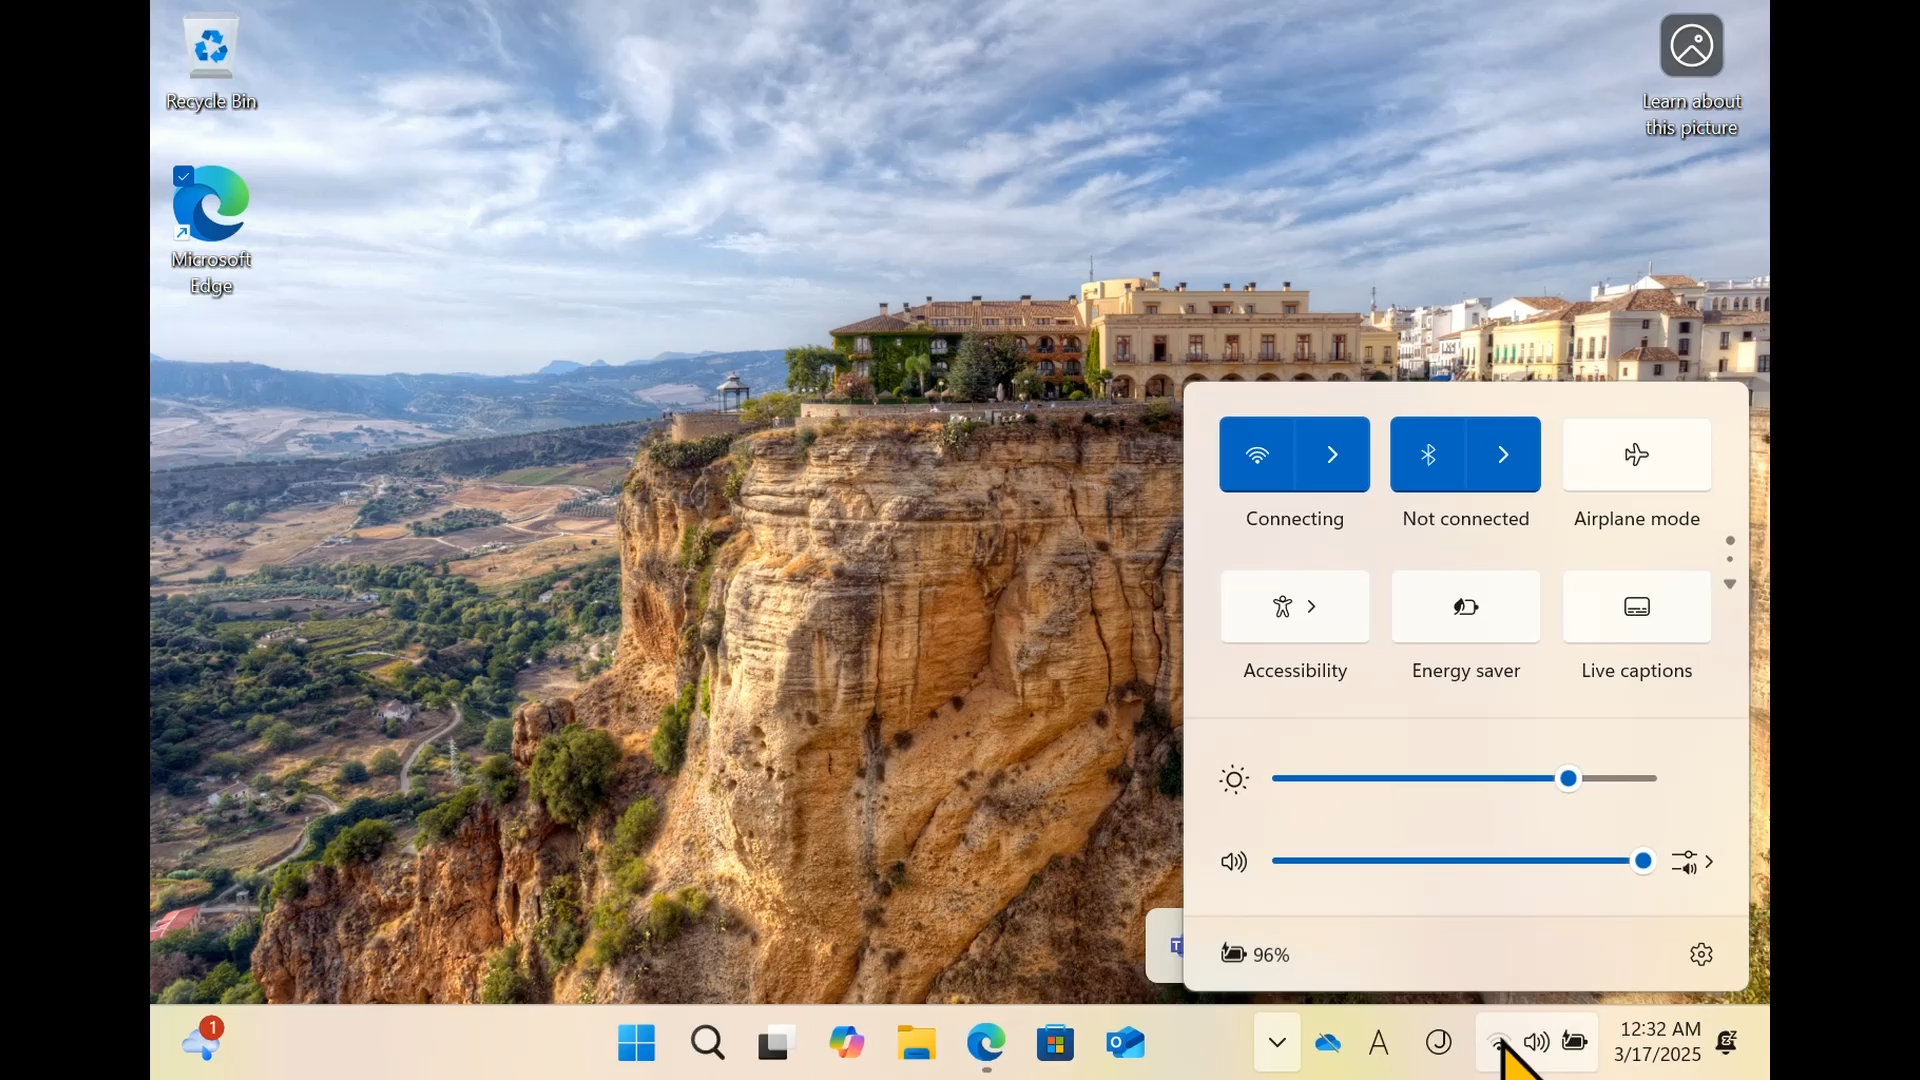 Recycle Bin
Learn about
this picture
Microsoft
Edge
Connecting
Not connected
Airplane mode
Accessibility
Energy saver
Live captions
96%
1
A
J
12:32 AM
3/17/2025